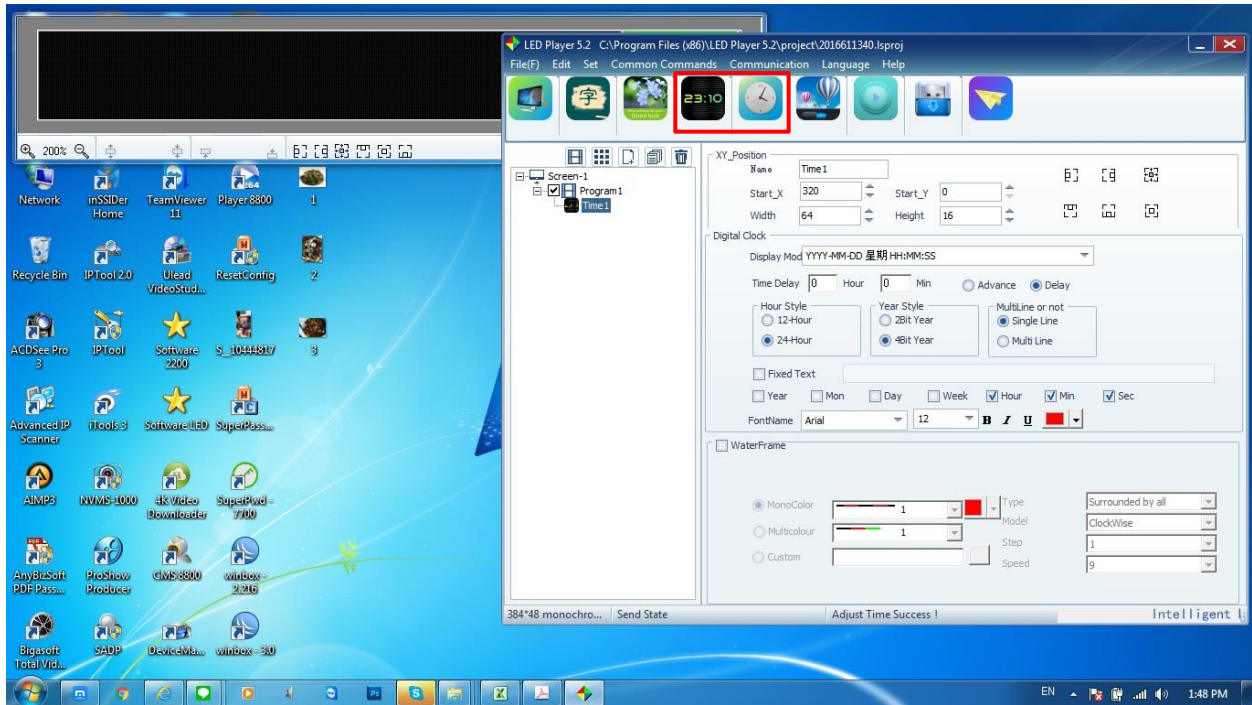 LED Player 5.2 C:\Program Files (x86)\LED Player 5.2\project\2016611340.lsproj
File(F) Edit Set Common Commands Communication Language Help
字 Good luck 23:10
200%
Screen-1
Program1
Time1
XY_Position
Name Time1
Start_X 320 Start_Y 0
Width 64 Height 16
Digital Clock
Display Mod YYYY-MM-DD 星期 HH:MM:SS
Time Delay 0 Hour 0 Min Advance Delay
Hour Style Year Style MultiLine or not
12-Hour 2Bit Year Single Line
24-Hour 4Bit Year Multi Line
Fixed Text
Year Mon Day Week Hour Min Sec
FontName Arial 12 B I U
WaterFrame
MonoColor 1 Type Surrounded by all
Multicolour 1 Model ClockWise
Step 1
Custom Speed 9
384*48 monochro... Send State Adjust Time Success ! Intelligent
Network inSSIDer Home TeamViewer 11 Player 8800 1
Recycle Bin IPTool 2.0 Ulead VideoStud... ResetConfig 2
ACDSee Pro 3 IPTool Software 2200 S_10444817 3
Advanced IP Scanner iTools 3 Software LED SuperPass...
AIMP3 NVMS-1000 4K Video Downloader SuperPwd - 7700
AnyBizSoft PDF Pass... ProShow Producer GMS 8800 winbox - 2.216
Bigasoft Total Vid... SADP DeviceMa... winbox - 3.0
EN 1:48 PM